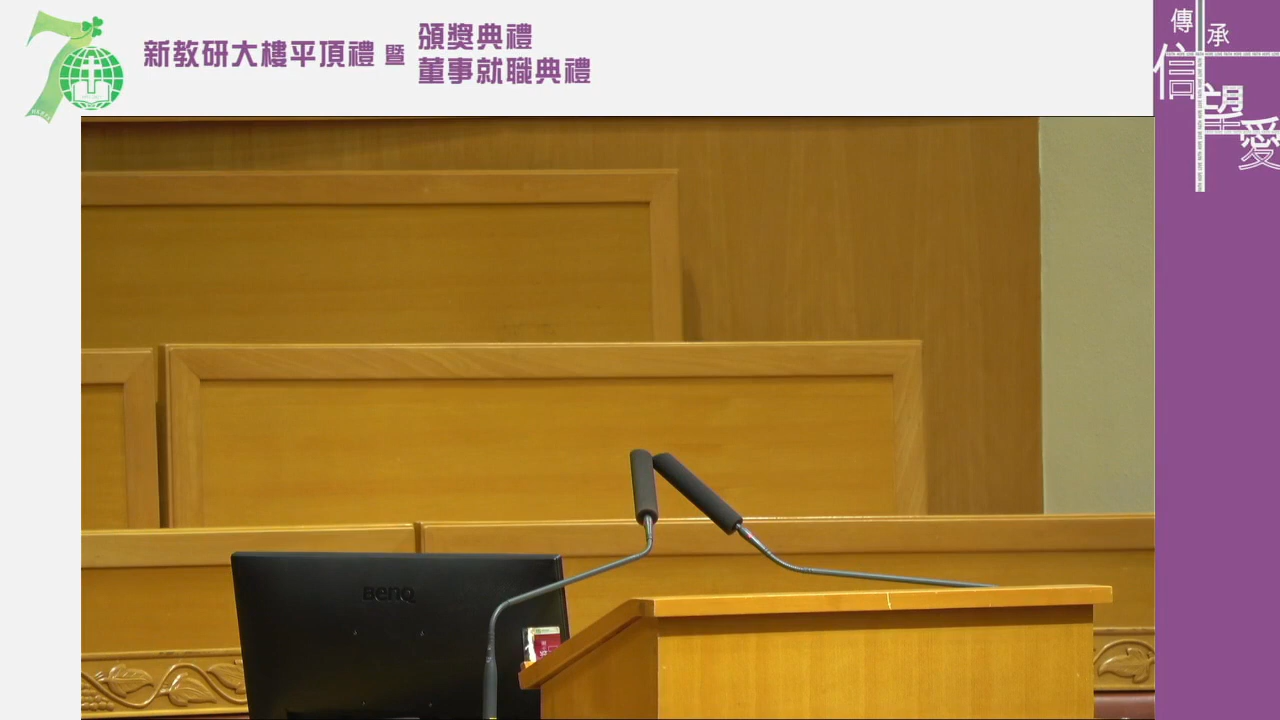 新教研大樓平頂禮暨
頒獎典禮
董事就職典禮
傳承
信
望
愛
BenQ